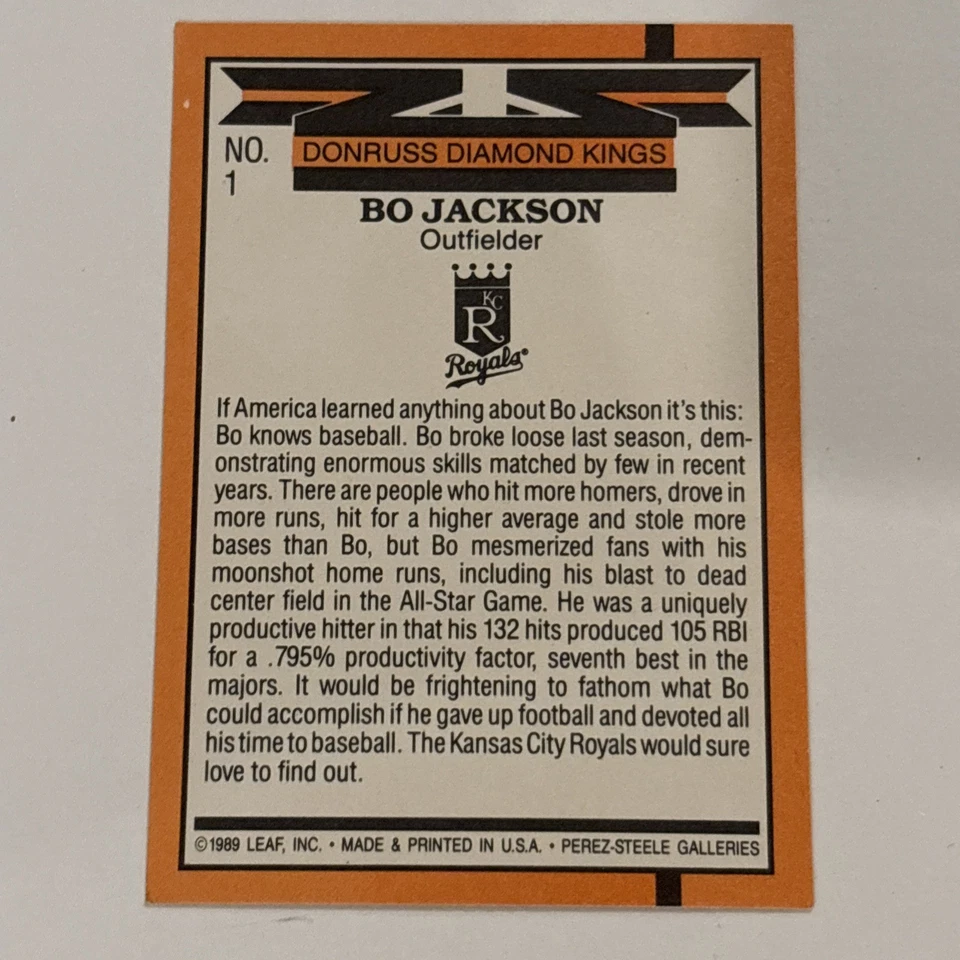 NO.
1
DONRUSS DIAMOND KINGS
BO JACKSON
Outfielder
KC
R
Royals®
If America learned anything about Bo Jackson it's this:
Bo knows baseball. Bo broke loose last season, dem-
onstrating enormous skills matched by few in recent
years. There are people who hit more homers, drove in
more runs, hit for a higher average and stole more
bases than Bo, but Bo mesmerized fans with his
moonshot home runs, including his blast to dead
center field in the All-Star Game. He was a uniquely
productive hitter in that his 132 hits produced 105 RBI
for a .795% productivity factor, seventh best in the
majors. It would be frightening to fathom what Bo
could accomplish if he gave up football and devoted all
his time to baseball. The Kansas City Royals would sure
love to find out.
©1989 LEAF, INC. • MADE & PRINTED IN U.S.A. • PEREZ-STEELE GALLERIES